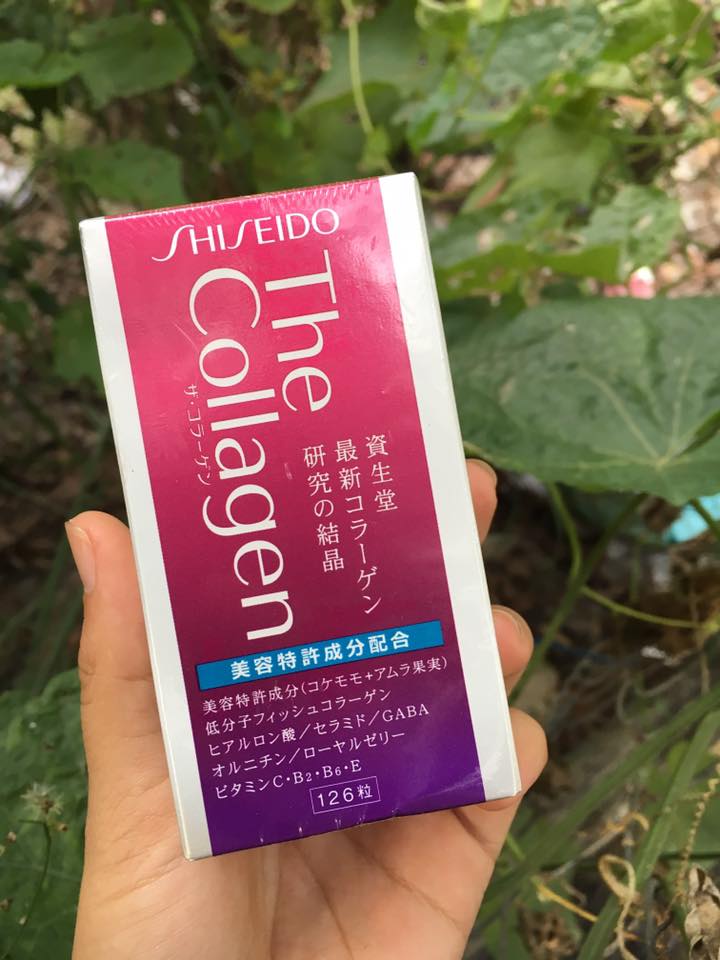 SHISEIDO
The
Collagen
ザ・コラーゲン
資生堂
最新コラーゲン
研究の結晶
美容特許成分配合
美容特許成分(コケモモ+アムラ果実)
低分子フィッシュコラーゲン
ヒアルロン酸/セラミド/GABA
オルニチン/ローヤルゼリー
ビタミンC・B2・B6・E
126粒